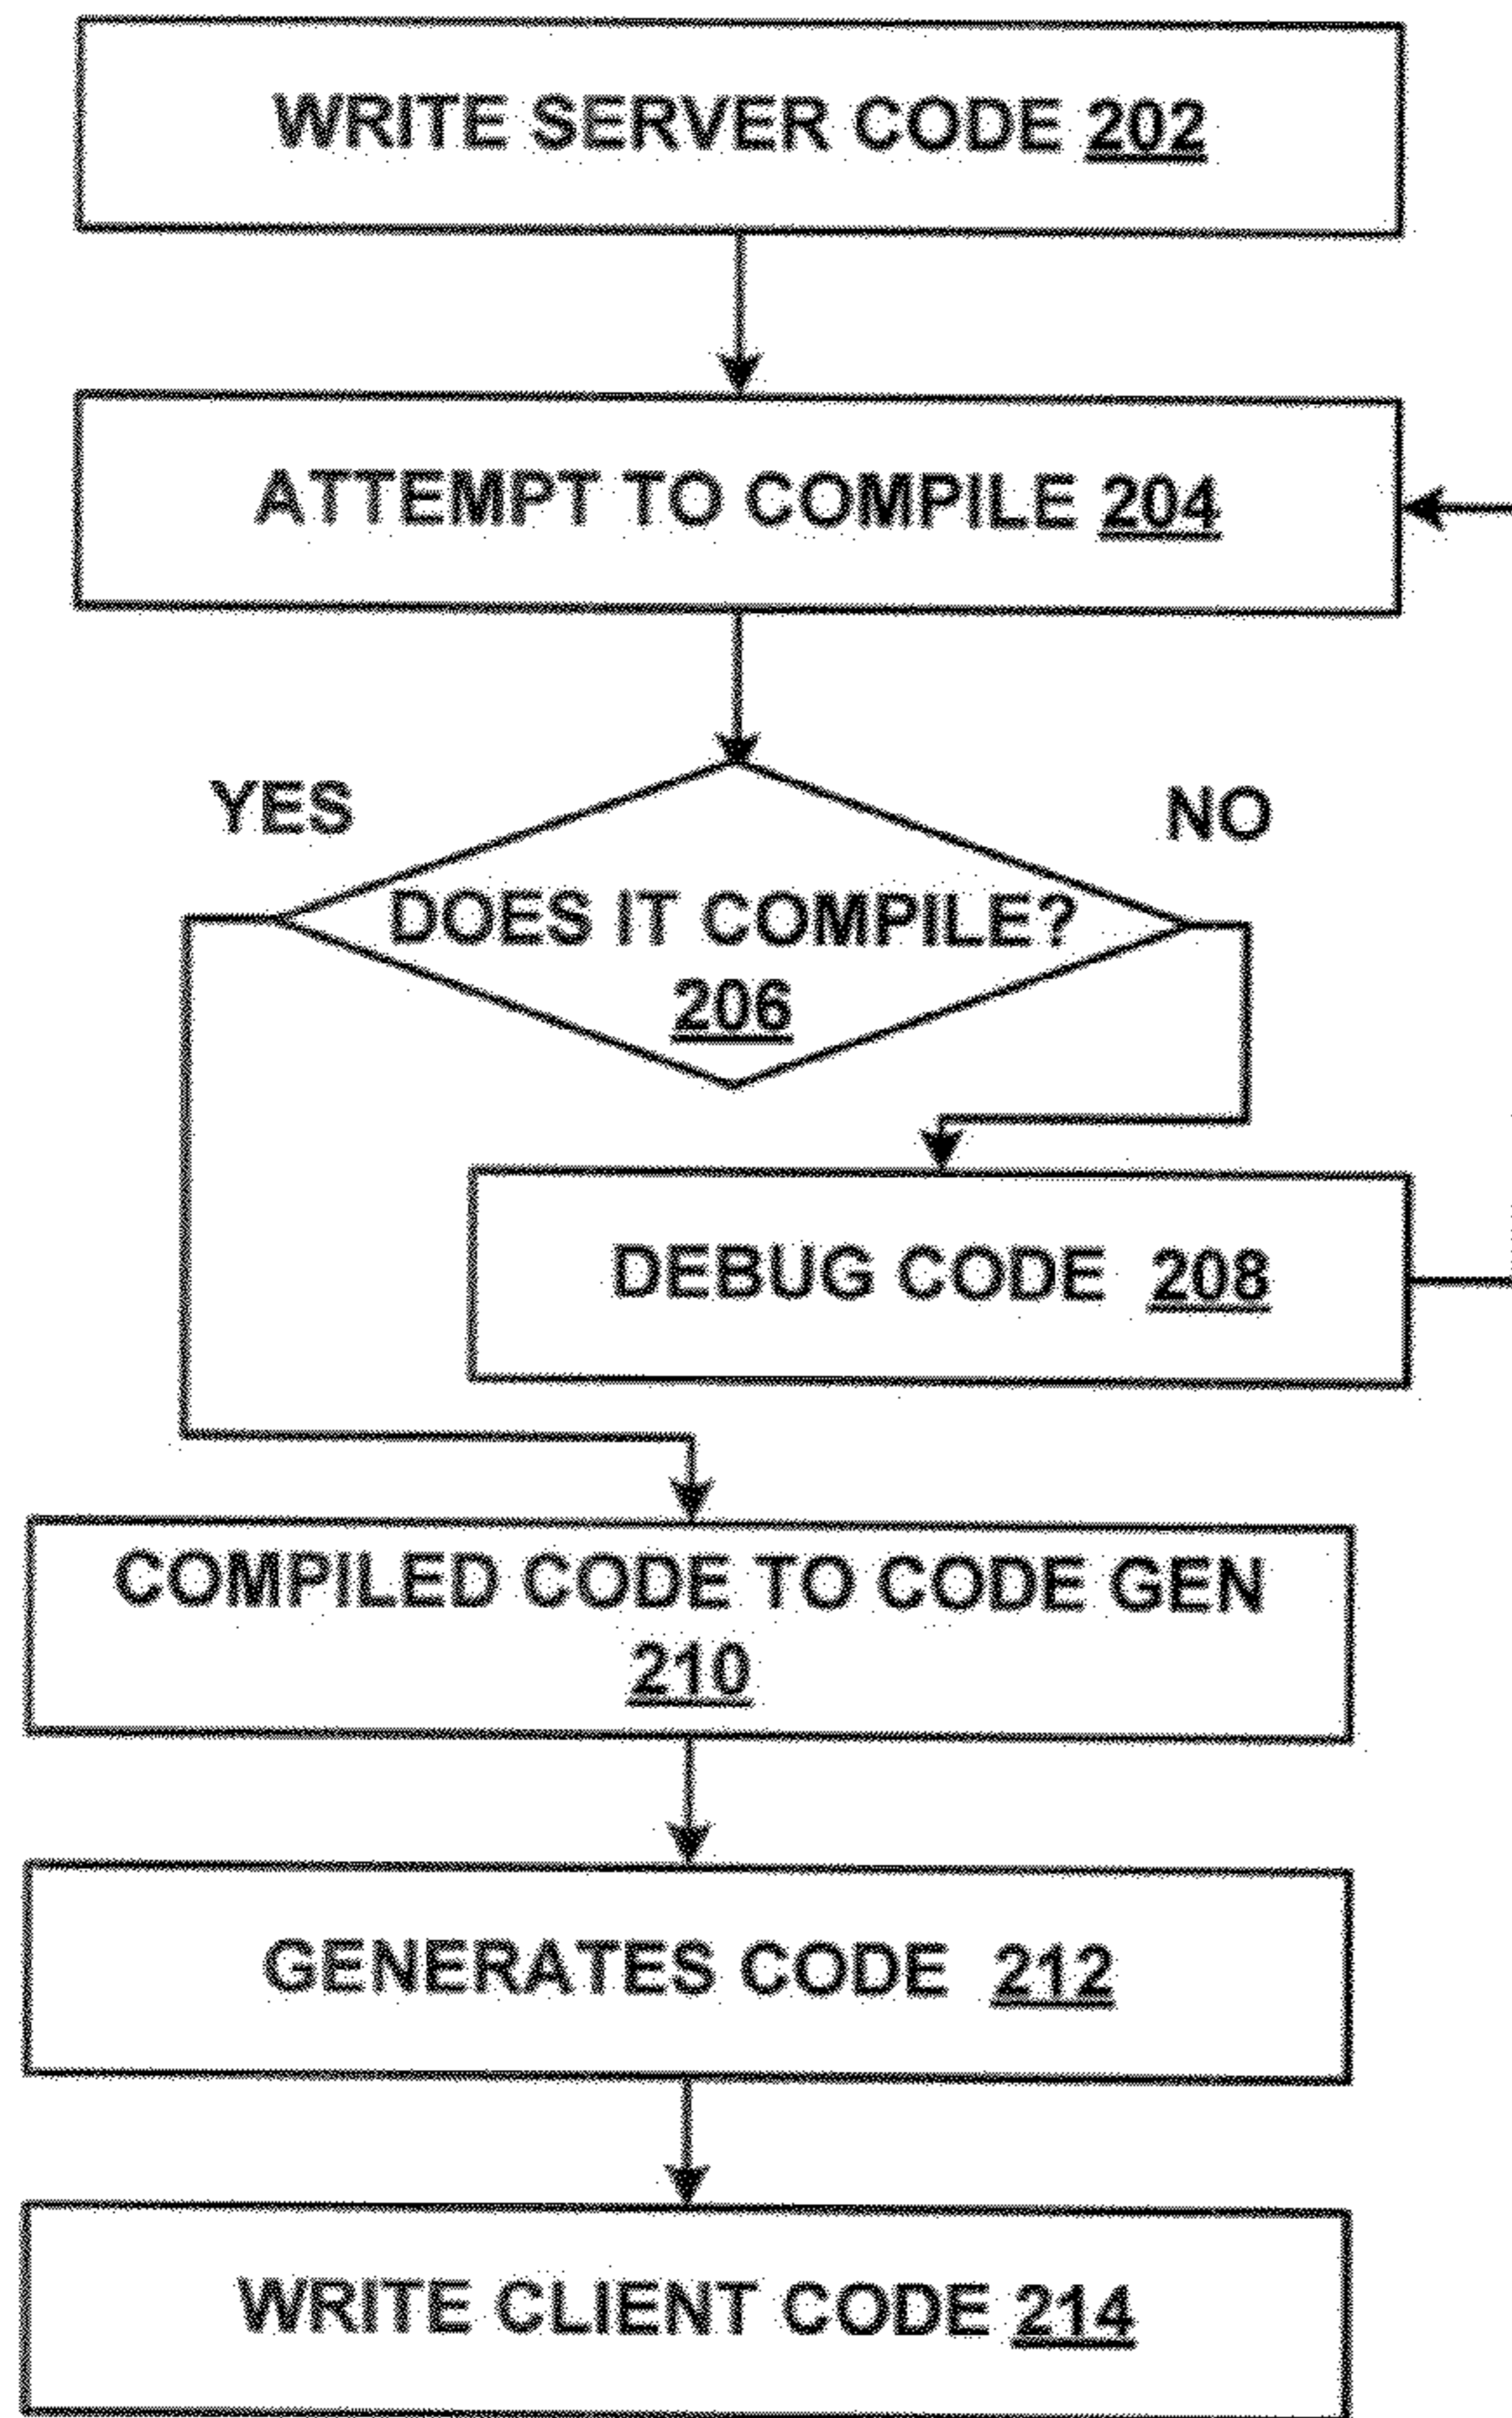 WRITE SERVER CODE 202
ATTEMPT TO COMPILE 204
YES
NO
DOES IT COMPILE?
206
DEBUG CODE 208
COMPILED CODE TO CODE GEN
210
GENERATES CODE 212
WRITE CLIENT CODE 214